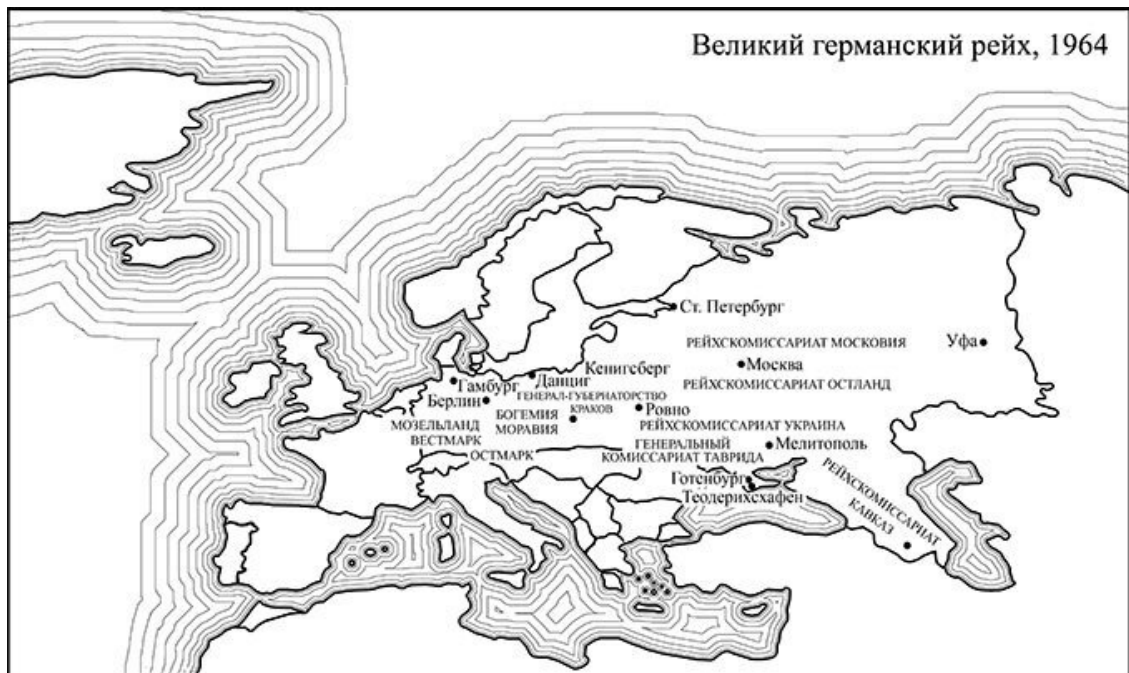 Великий германский рейх, 1964
Ст. Петербург
РЕЙХСКОМИССАРИАТ МОСКОВИЯ
Уфа
Москва
Кенигсберг
РЕЙХСКОМИССАРИАТ ОСТЛАНД
Гамбург
Данциг
Берлин
ГЕНЕРАЛ-ГУБЕРНАТОРСТВО
КРАКОВ
Ровно
БОГЕМИЯ
МОРАВИЯ
МОЗЕЛЬЛАНД
ВЕСТМАРК
ОСТМАРК
РЕЙХСКОМИССАРИАТ УКРАИНА
ГЕНЕРАЛЬНЫЙ
КОМИССАРИАТ ТАВРИДА
Мелитополь
Готенбург
Теодерихсхафен
РЕЙХСКОМИССАРИАТ
КАВКАЗ